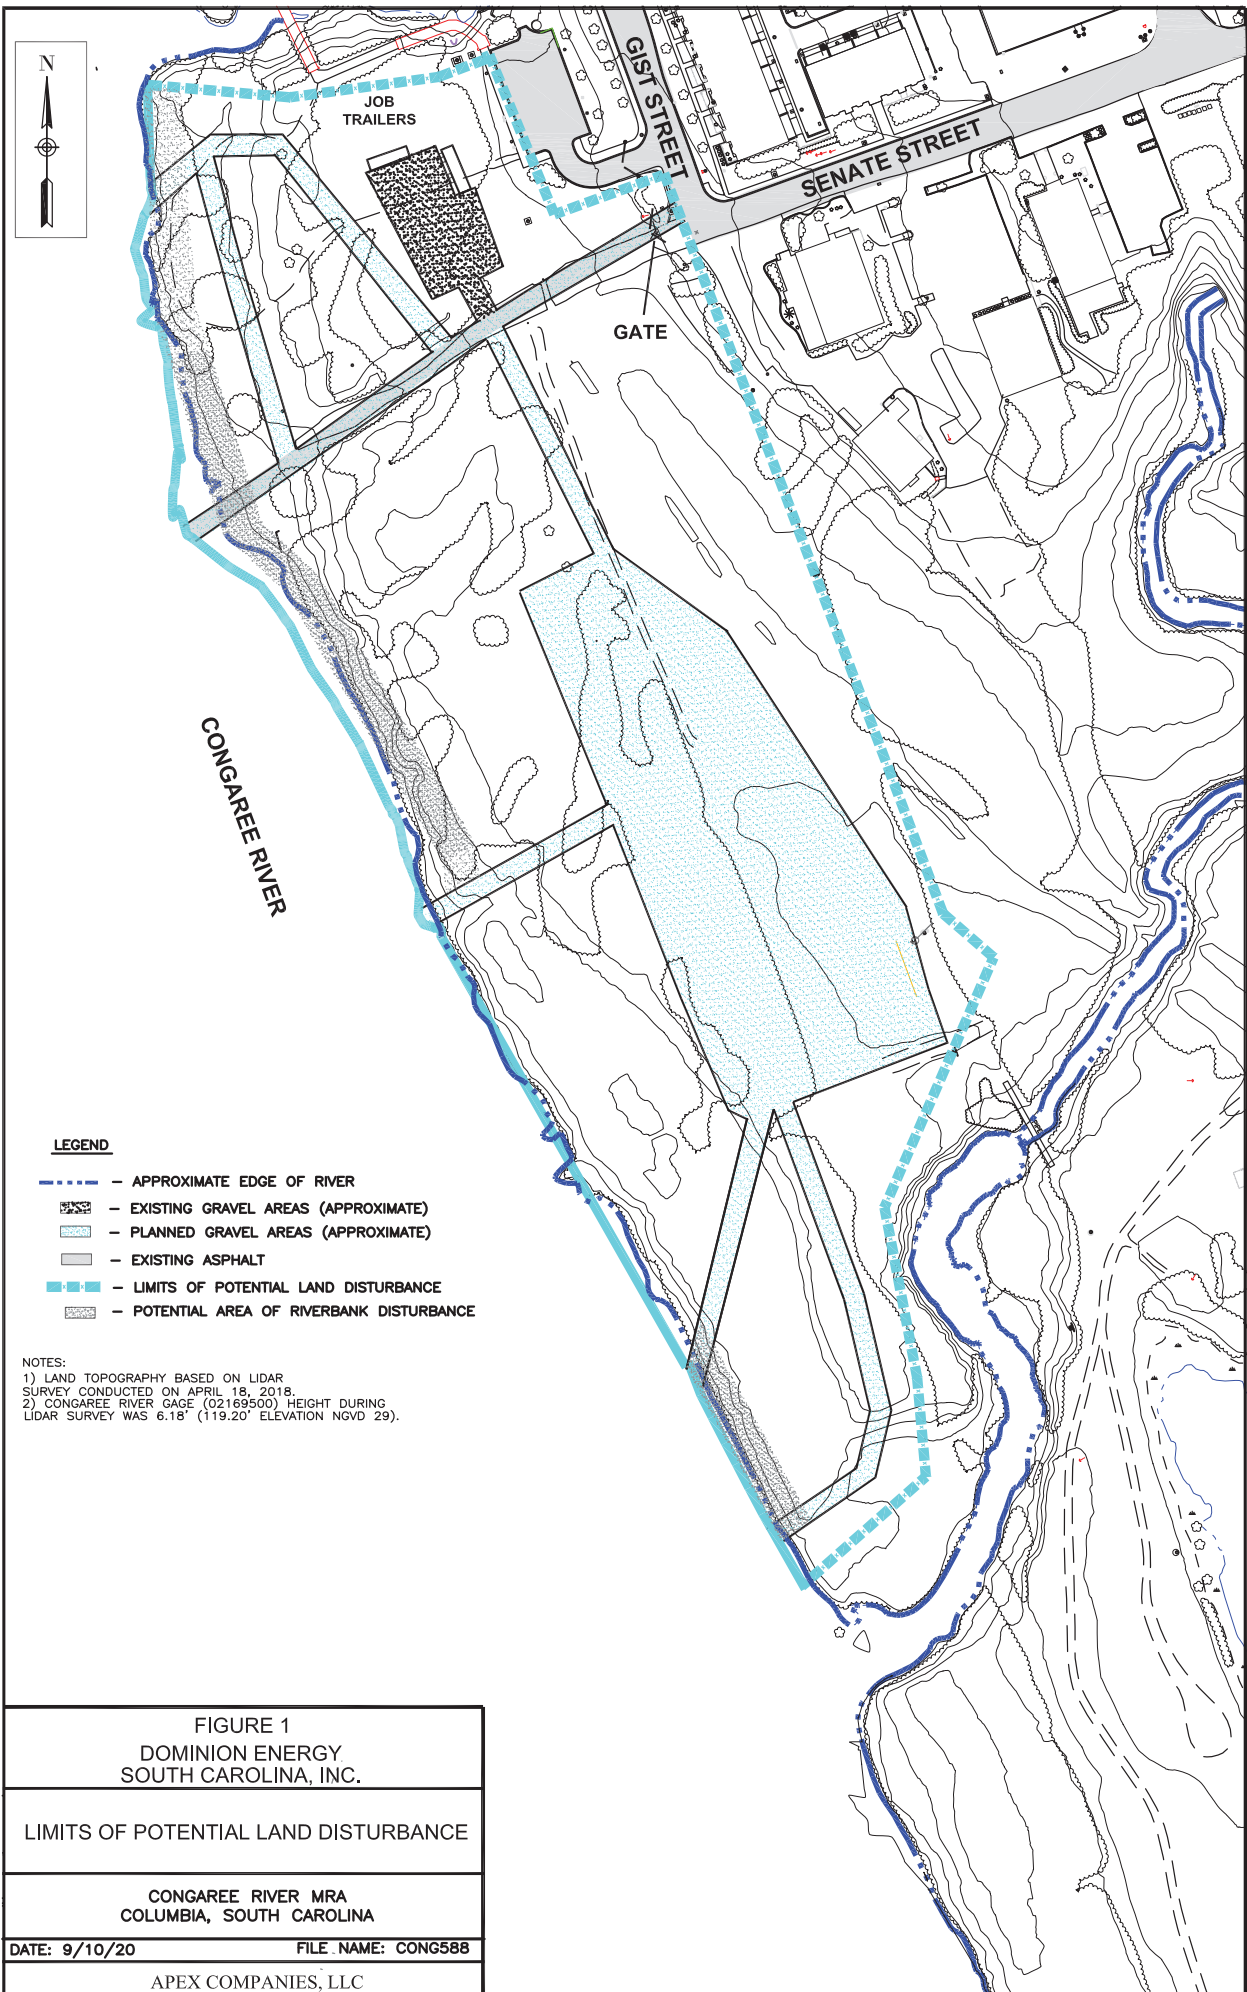 N
JOB
TRAILERS
GIST STREET
SENATE STREET
GATE
CONGAREE RIVER
LEGEND
– APPROXIMATE EDGE OF RIVER
– EXISTING GRAVEL AREAS (APPROXIMATE)
– PLANNED GRAVEL AREAS (APPROXIMATE)
– EXISTING ASPHALT
– LIMITS OF POTENTIAL LAND DISTURBANCE
– POTENTIAL AREA OF RIVERBANK DISTURBANCE
NOTES:
1) LAND TOPOGRAPHY BASED ON LIDAR
SURVEY CONDUCTED ON APRIL 18, 2018.
2) CONGAREE RIVER GAGE (02169500) HEIGHT DURING
LIDAR SURVEY WAS 6.18' (119.20' ELEVATION NGVD 29).
FIGURE 1
DOMINION ENERGY
SOUTH CAROLINA, INC.
LIMITS OF POTENTIAL LAND DISTURBANCE
CONGAREE RIVER MRA
COLUMBIA, SOUTH CAROLINA
DATE: 9/10/20 FILE NAME: CONG588
APEX COMPANIES, LLC